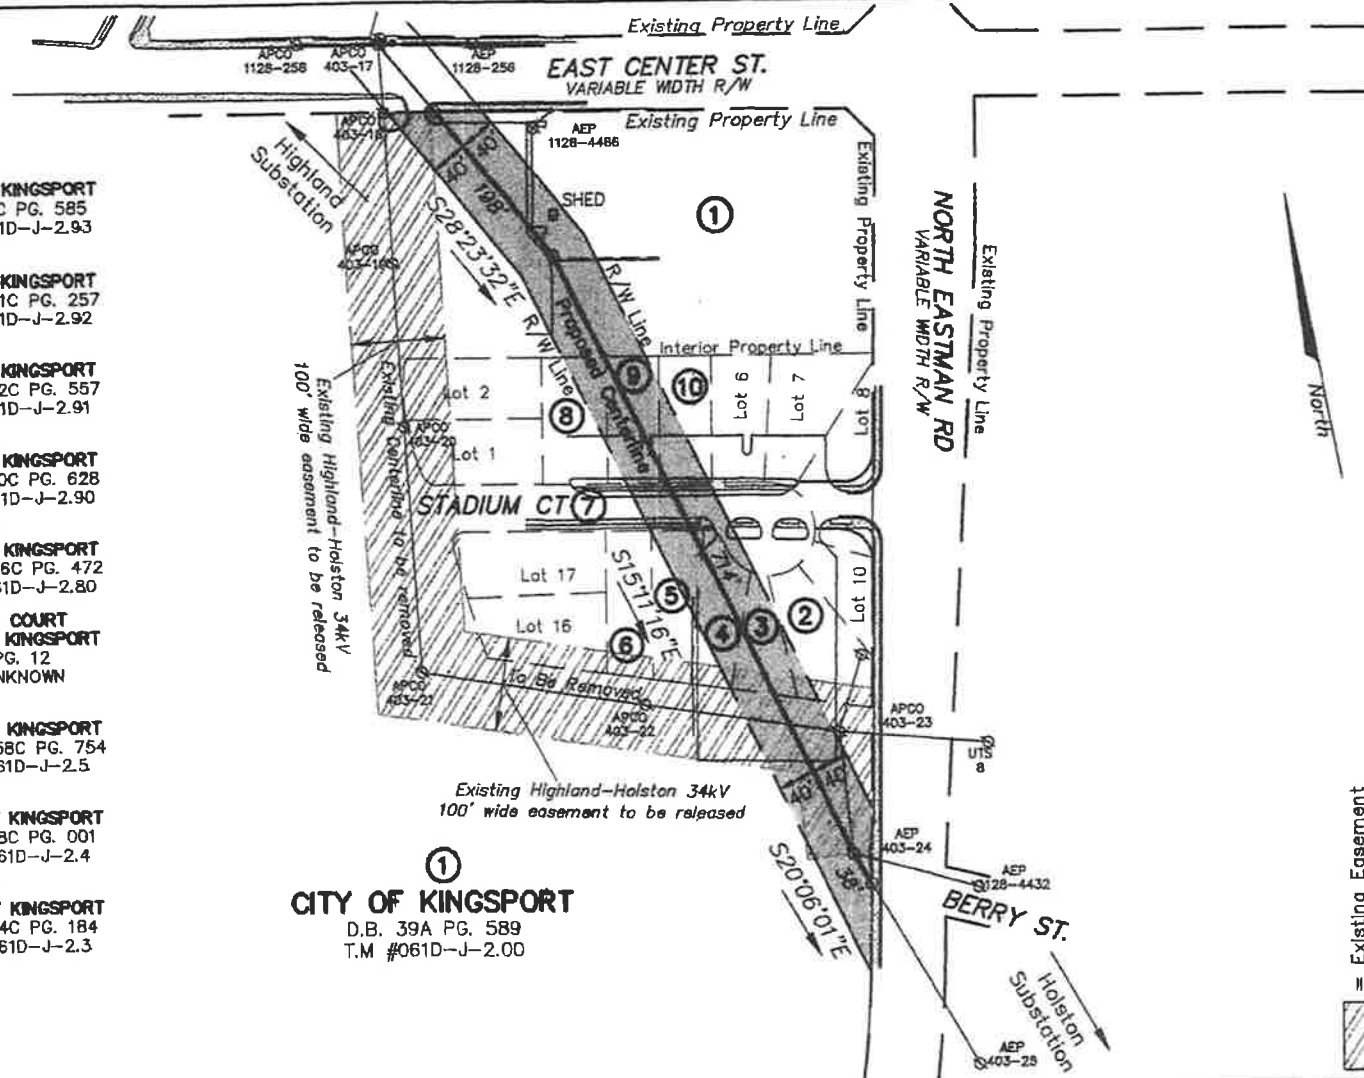 Existing Property Line
APCO
1128-258
APCO
403-17
AEP
1128-256
EAST CENTER ST.
VARIABLE WIDTH R/W
Existing Property Line
AEP
1128-4486
APCO
403-18
Highland
Substation
40'
40'
198'
SHED
1
Existing Property Line
NORTH EASTMAN RD
VARIABLE WIDTH R/W
Existing Property Line
North
KINGSPORT
PG. 585
1D-J-2.93
KINGSPORT
1C PG. 257
1D-J-2.92
KINGSPORT
2C PG. 557
1D-J-2.91
KINGSPORT
0C PG. 628
1D-J-2.90
KINGSPORT
6C PG. 472
61D-J-2.80
COURT
KINGSPORT
PG. 12
NKNOWN
KINGSPORT
58C PG. 754
61D-J-2.5
KINGSPORT
8C PG. 001
61D-J-2.4
KINGSPORT
4C PG. 184
61D-J-2.3
APCO
403-19
S28°23'32"E
R/W Line
R/W Line
Proposed Centerline
Interior Property Line
9
10
8
Lot 6
Lot 7
Lot 8
Lot 2
Lot 1
APCO
403-20
Existing Highland-Holston 34kV
100' wide easement to be released
Existing Centerline to be removed
STADIUM CT
7
714'
S15°11'16"E
Lot 17
Lot 16
5
6
4
3
2
Lot 10
APCO
403-21
To Be Removed
APCO
403-22
APCO
403-23
UTS
8
Existing Highland-Holston 34kV
100' wide easement to be released
40'
40'
38'
AEP
403-24
AEP
1128-4432
BERRY ST.
S20°06'01"E
1
CITY OF KINGSPORT
D.B. 39A PG. 589
T.M #061D-J-2.00
Holston
Substation
AEP
403-25
= Existing Easement